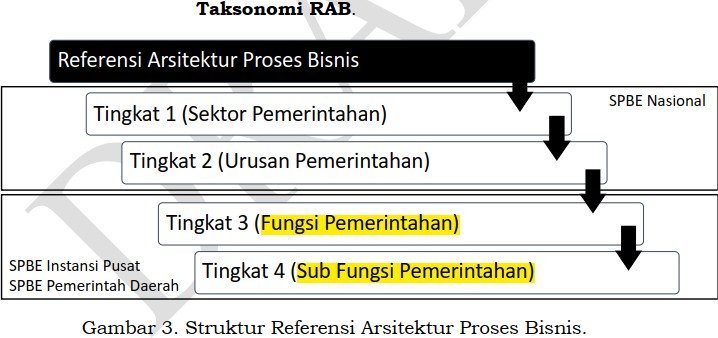 Taksonomi RAB.
Referensi Arsitektur Proses Bisnis
SPBE Nasional
Tingkat 1 (Sektor Pemerintahan)
Tingkat 2 (Urusan Pemerintahan)
Tingkat 3 (Fungsi Pemerintahan)
Tingkat 4 (Sub Fungsi Pemerintahan)
SPBE Instansi Pusat
SPBE Pemerintah Daerah
Gambar 3. Struktur Referensi Arsitektur Proses Bisnis.